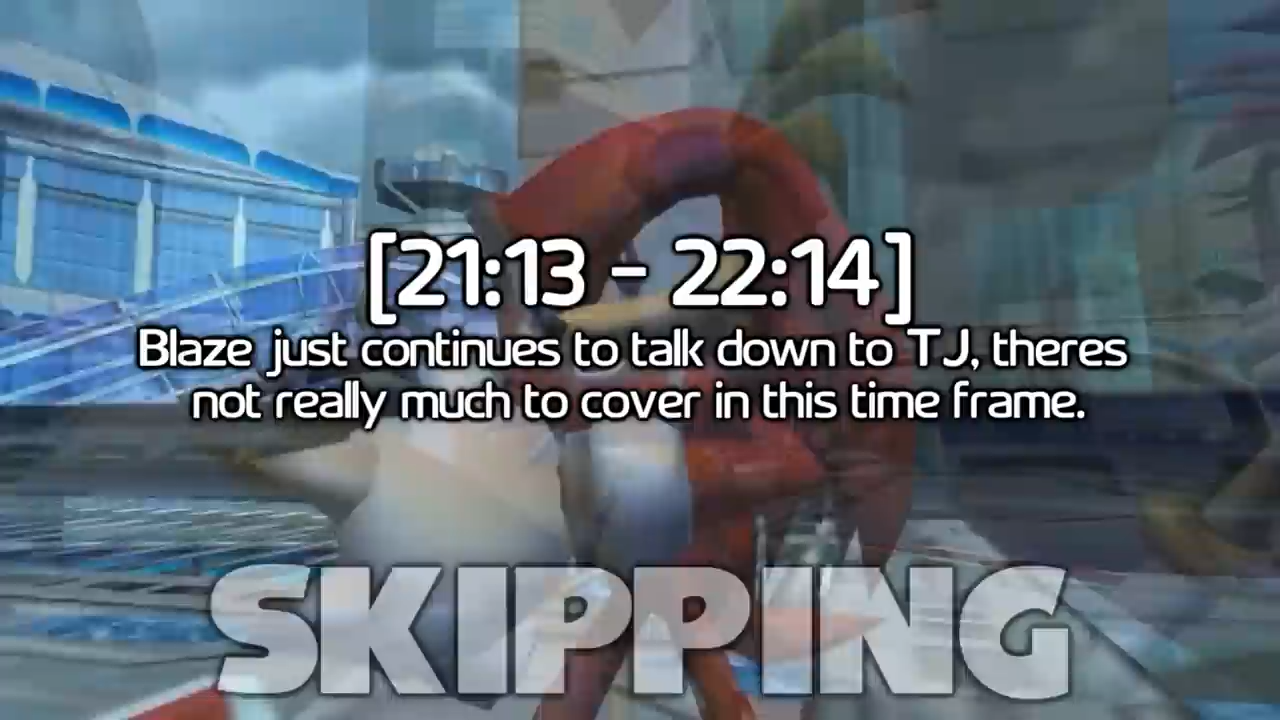 [21:13 - 22:14]
Blaze just continues to talk down to TJ, theres
not really much to cover in this time frame.
SKIPPING